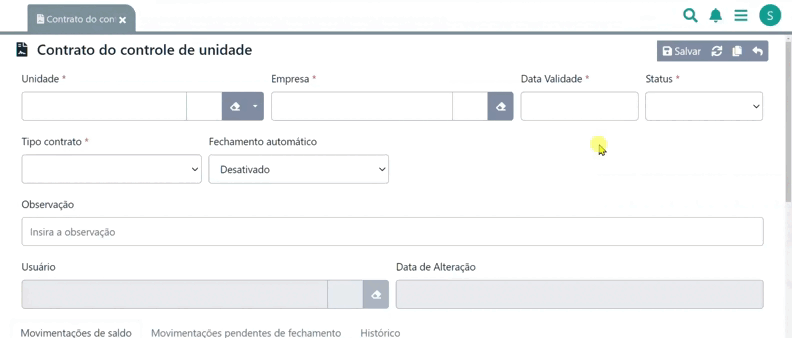 Contrato do con
S
Contrato do controle de unidade
Salvar
Unidade *
Empresa *
Data Validade *
Status *
Tipo contrato *
Fechamento automático
Desativado
Observação
Insira a observação
Usuário
Data de Alteração
Movimentações de saldo
Movimentações pendentes de fechamento
Histórico